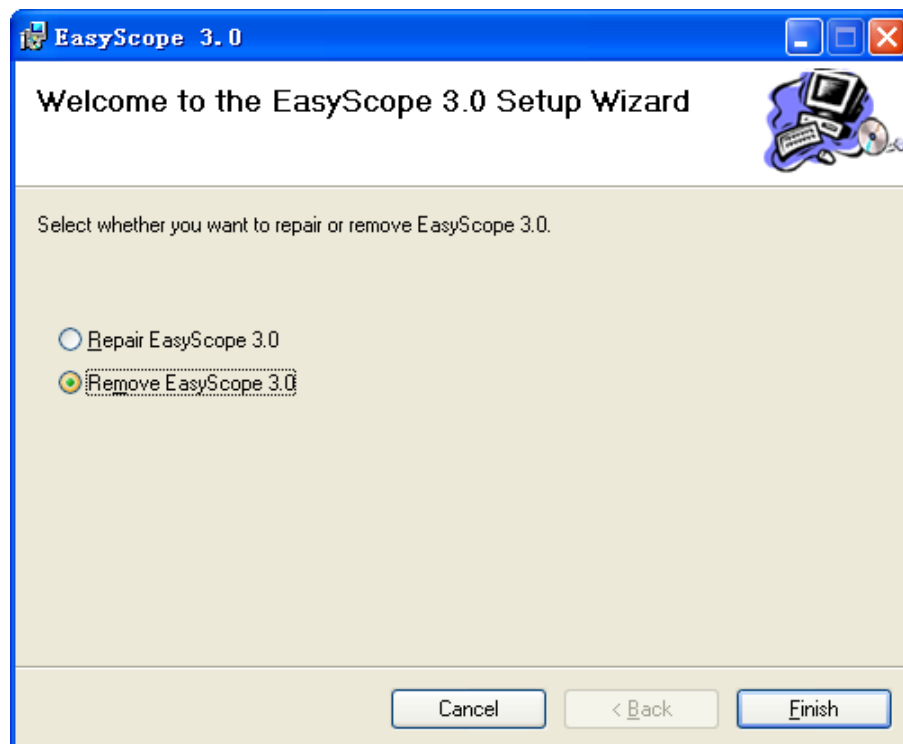 EasyScope 3.0
Welcome to the EasyScope 3.0 Setup Wizard
Select whether you want to repair or remove EasyScope 3.0.
Repair EasyScope 3.0
Remove EasyScope 3.0
Cancel
< Back
Finish